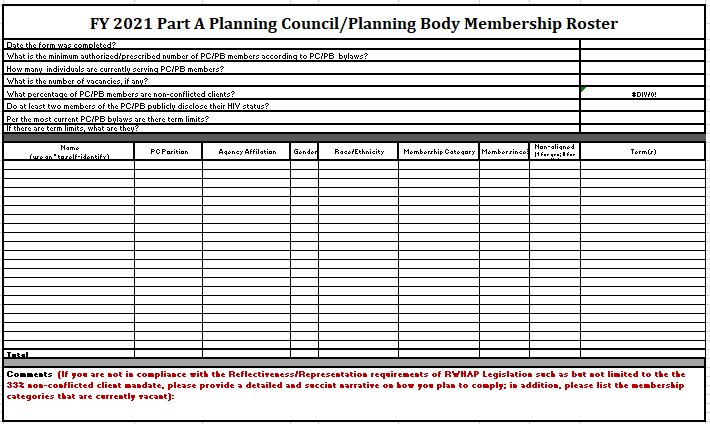 FY 2021 Part A Planning Council/Planning Body Membership Roster
Date the form was completed?
What is the minimum authorized/prescribed number of PC/PB members according to PC/PB bylaws?
How many individuals are currently serving PC/PB members?
What is the number of vacancies, if any?
What percentage of PC/PB members are non-conflicted clients? #DIV/0!
Do at least two members of the PC/PB publicly disclose their HIV status?
Per the most current PC/PB bylaws are there term limits?
If there are term limits, what are they?
Name PC Position Agency Affilation Gender Race/Ethnicity Membership Category Member since: Non-aligned Term(s)
(use an * to self-identify) (1 for yes; 0 for
Total
Comments (If you are not in compliance with the Reflectiveness/Representation requirements of RWHAP Legislation such as but not limited to the the
33% non-conflicted client mandate, please provide a detailed and succint narrative on how you plan to comply; in addition, please list the membership
categories that are currently vacant):